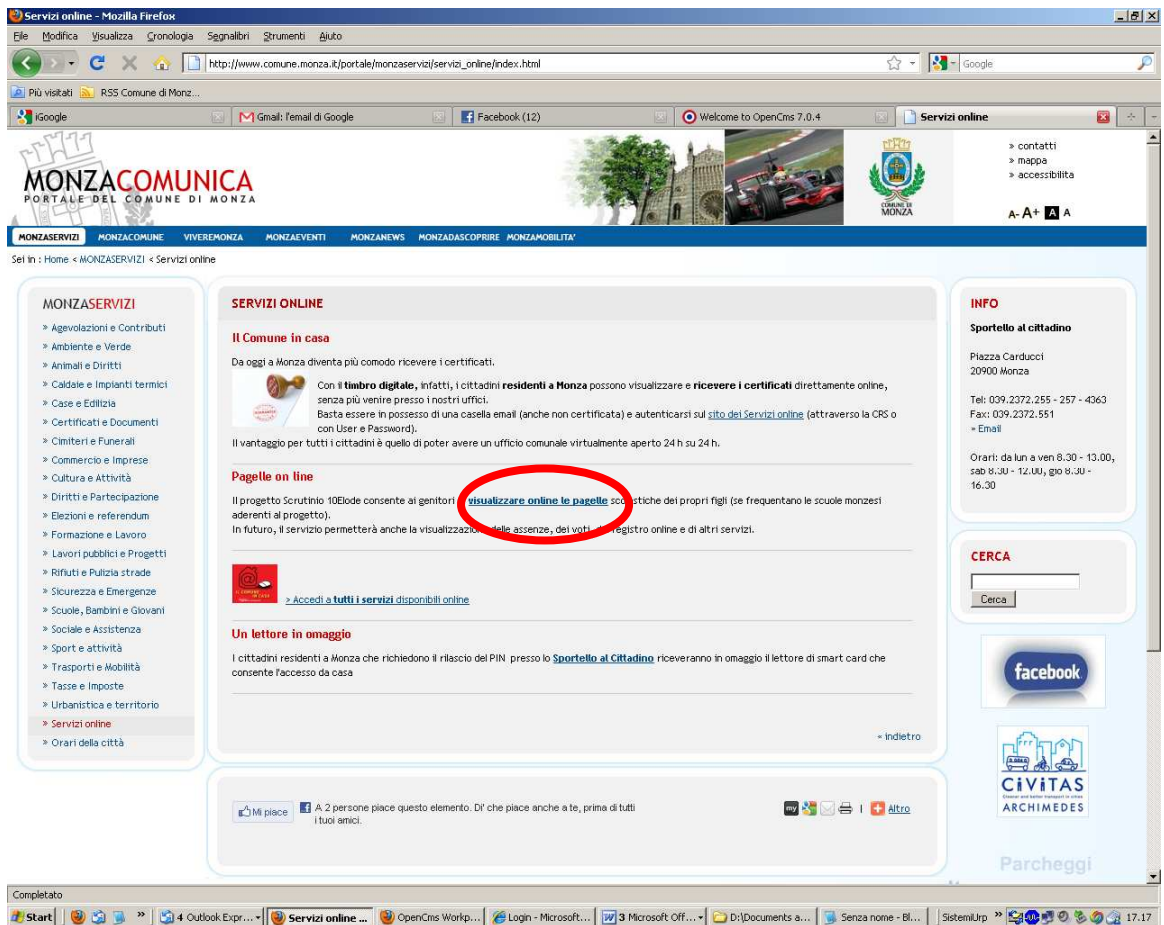 Servizi online - Mozilla Firefox
File Modifica Visualizza Cronologia Segnalibri Strumenti Aiuto
http://www.comune.monza.it/portale/monzaservizi/servizi_online/index.html
Google
Più visitati RSS Comune di Monz...
iGoogle
Gmail: l'email di Google
Facebook (12)
Welcome to OpenCms 7.0.4
Servizi online
MONZACOMUNICA
PORTALE DEL COMUNE DI MONZA
COMUNE DI
MONZA
» contatti
» mappa
» accessibilita
A- A+ A A
MONZASERVIZI MONZACOMUNE VIVEREMONZA MONZAEVENTI MONZANEWS MONZADASCOPRIRE MONZAMOBILITA'
Sei in : Home < MONZASERVIZI < Servizi online
MONZASERVIZI
» Agevolazioni e Contributi
» Ambiente e Verde
» Animali e Diritti
» Caldaie e Impianti termici
» Case e Edilizia
» Certificati e Documenti
» Cimiteri e Funerali
» Commercio e Imprese
» Cultura e Attività
» Diritti e Partecipazione
» Elezioni e referendum
» Formazione e Lavoro
» Lavori pubblici e Progetti
» Rifiuti e Pulizia strade
» Sicurezza e Emergenze
» Scuole, Bambini e Giovani
» Sociale e Assistenza
» Sport e attività
» Trasporti e Mobilità
» Tasse e Imposte
» Urbanistica e territorio
» Servizi online
» Orari della città
SERVIZI ONLINE
Il Comune in casa
Da oggi a Monza diventa più comodo ricevere i certificati.
Con il timbro digitale, infatti, i cittadini residenti a Monza possono visualizzare e ricevere i certificati direttamente online,
senza più venire presso i nostri uffici.
Basta essere in possesso di una casella email (anche non certificata) e autenticarsi sul sito dei Servizi online (attraverso la CRS o
con User e Password).
Il vantaggio per tutti i cittadini è quello di poter avere un ufficio comunale virtualmente aperto 24 h su 24 h.
Pagelle on line
Il progetto Scrutinio 10Elode consente ai genitori visualizzare online le pagelle scolastiche dei propri figli (se frequentano le scuole monzesi
aderenti al progetto).
In futuro, il servizio permetterà anche la visualizzazione delle assenze, dei voti, registro online e di altri servizi.
> Accedi a tutti i servizi disponibili online
Un lettore in omaggio
I cittadini residenti a Monza che richiedono il rilascio del PIN presso lo Sportello al Cittadino riceveranno in omaggio il lettore di smart card che
consente l'accesso da casa
« indietro
Mi piace
A 2 persone piace questo elemento. Di' che piace anche a te, prima di tutti
i tuoi amici.
my | Altro
INFO
Sportello al cittadino
Piazza Carducci
20900 Monza
Tel: 039.2372.255 - 257 - 4363
Fax: 039.2372.551
» Email
Orari: da lun a ven 8.30 - 13.00,
sab 8.30 - 12.00, gio 8.30 -
16.30
CERCA
Cerca
facebook
CiViTAS
ARCHIMEDES
Parcheggi
Completato
Start
4 Outlook Expr...
Servizi online ...
OpenCms Workp...
Login - Microsoft...
3 Microsoft Off...
D:\Documents a...
Senza nome - Bl...
SistemiUrp
17.17